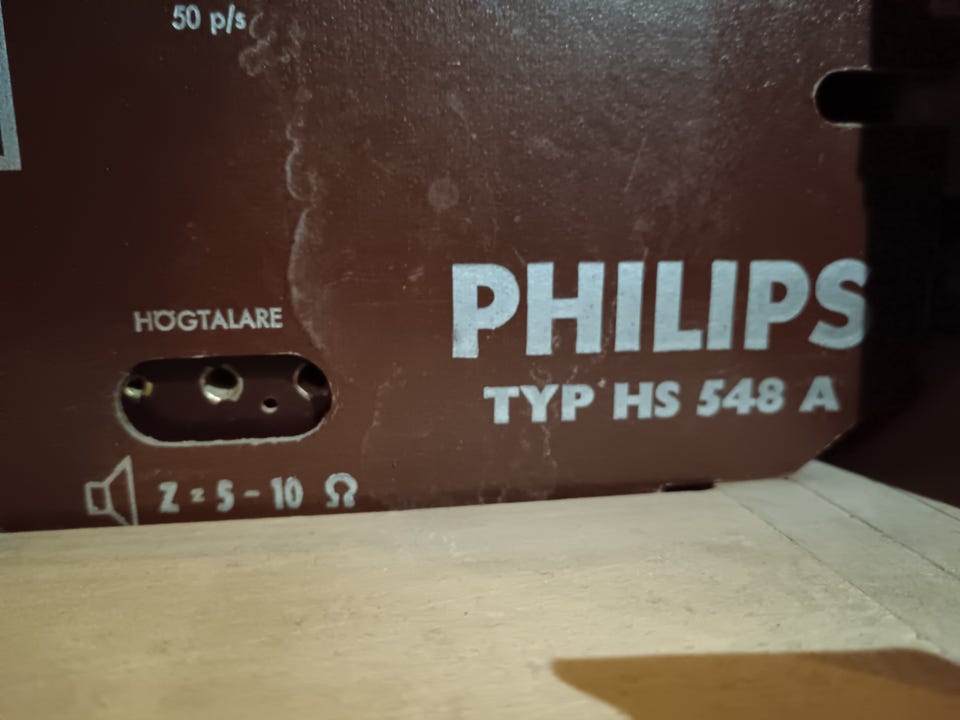 50 p/s
HÖGTALARE
PHILIPS
TYP HS 548 A
Z = 5 - 10 Ω